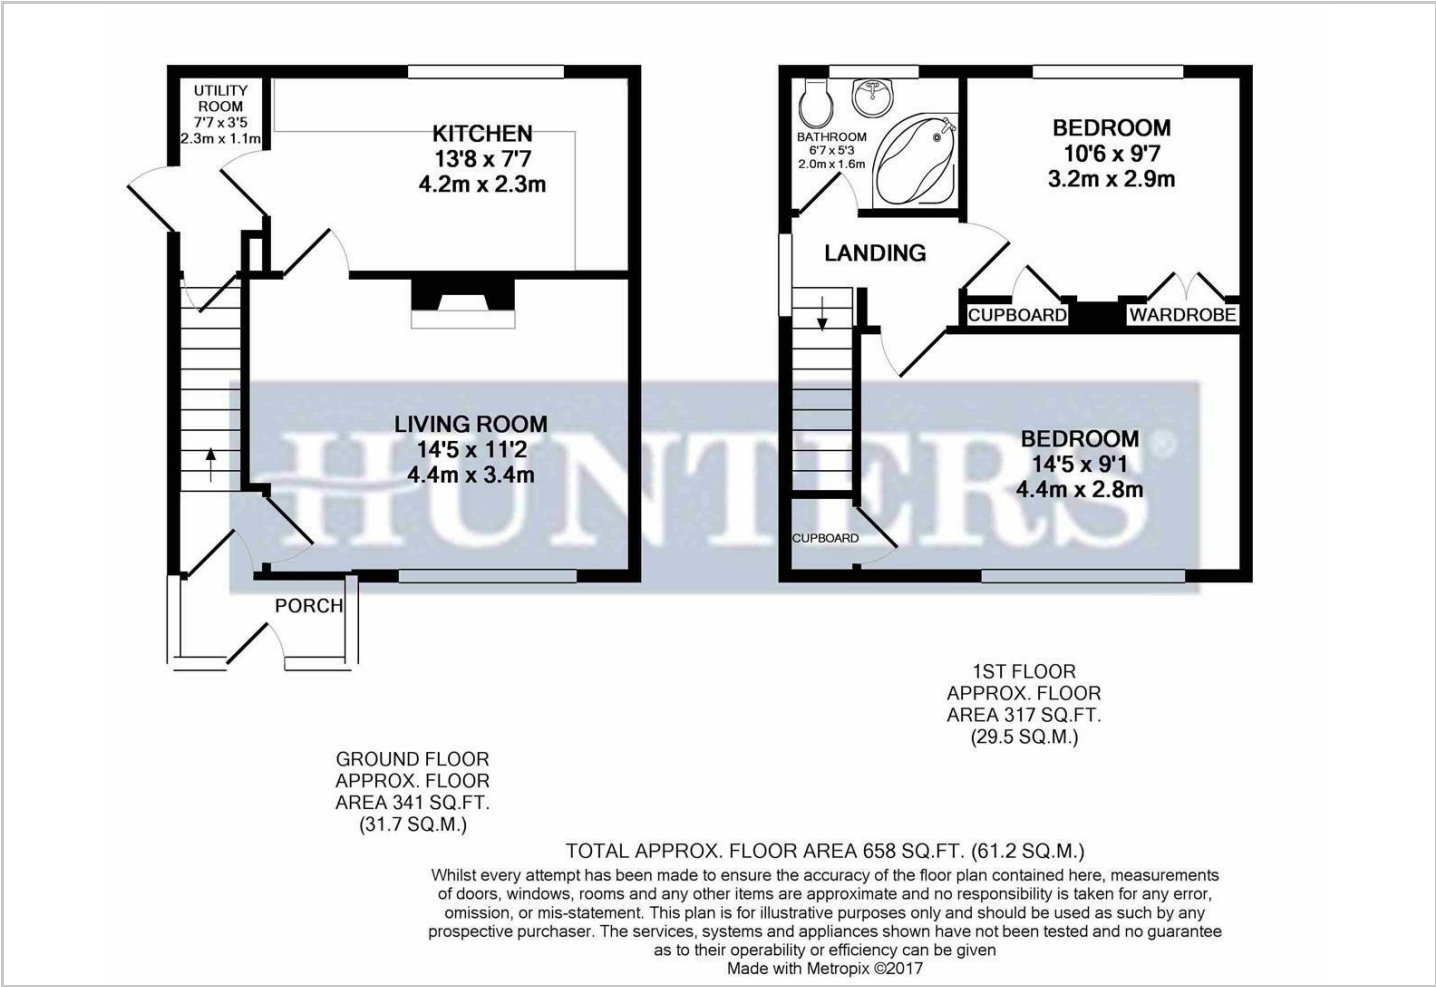 UTILITY
ROOM
7'7 x 3'5
2.3m x 1.1m
KITCHEN
13'8 x 7'7
4.2m x 2.3m
LIVING ROOM
14'5 x 11'2
4.4m x 3.4m
PORCH
BATHROOM
6'7 x 5'3
2.0m x 1.6m
BEDROOM
10'6 x 9'7
3.2m x 2.9m
LANDING
CUPBOARD
WARDROBE
BEDROOM
14'5 x 9'1
4.4m x 2.8m
CUPBOARD
HUNTERS®
1ST FLOOR
APPROX. FLOOR
AREA 317 SQ.FT.
(29.5 SQ.M.)
GROUND FLOOR
APPROX. FLOOR
AREA 341 SQ.FT.
(31.7 SQ.M.)
TOTAL APPROX. FLOOR AREA 658 SQ.FT. (61.2 SQ.M.)
Whilst every attempt has been made to ensure the accuracy of the floor plan contained here, measurements
of doors, windows, rooms and any other items are approximate and no responsibility is taken for any error,
omission, or mis-statement. This plan is for illustrative purposes only and should be used as such by any
prospective purchaser. The services, systems and appliances shown have not been tested and no guarantee
as to their operability or efficiency can be given
Made with Metropix ©2017